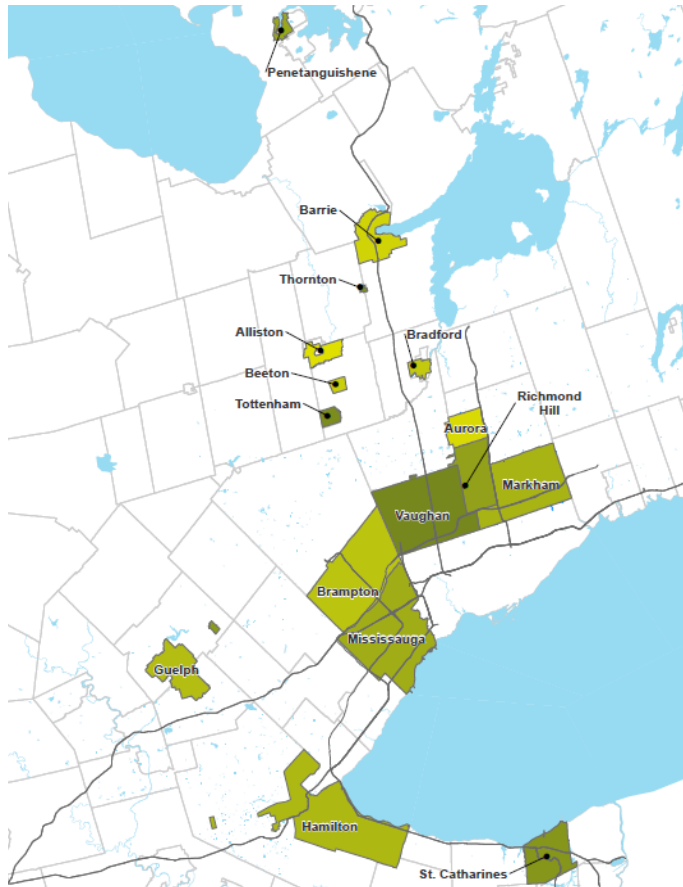 Penetanguishene
Barrie
Thornton
Alliston
Bradford
Beeton
Richmond
Hill
Tottenham
Aurora
Markham
Vaughan
Brampton
Mississauga
Guelph
Hamilton
St. Catharines